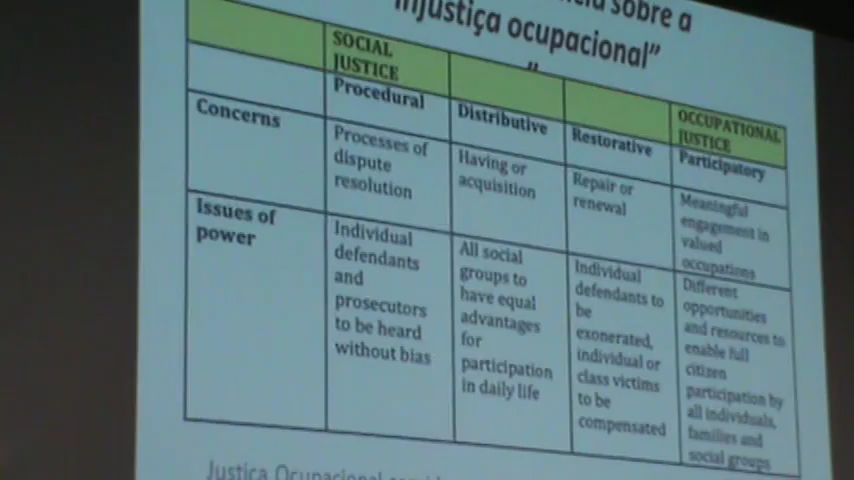 sobre a
injustiça ocupacional”
”
SOCIAL
JUSTICE
OCCUPATIONAL
JUSTICE
Procedural
Distributive
Restorative
Participatory
Concerns
Processes of
dispute
resolution
Having or
acquisition
Repair or
renewal
Meaningful
engagement in
valued
occupations
Issues of
power
Individual
defendants
and
prosecutors
to be heard
without bias
All social
groups to
have equal
advantages
for
participation
in daily life
Individual
defendants to
be
exonerated,
individual or
class victims
to be
compensated
Different
opportunities
and resources to
enable full
citizen
participation by
all individuals,
families and
social groups
Justiça Ocupacional